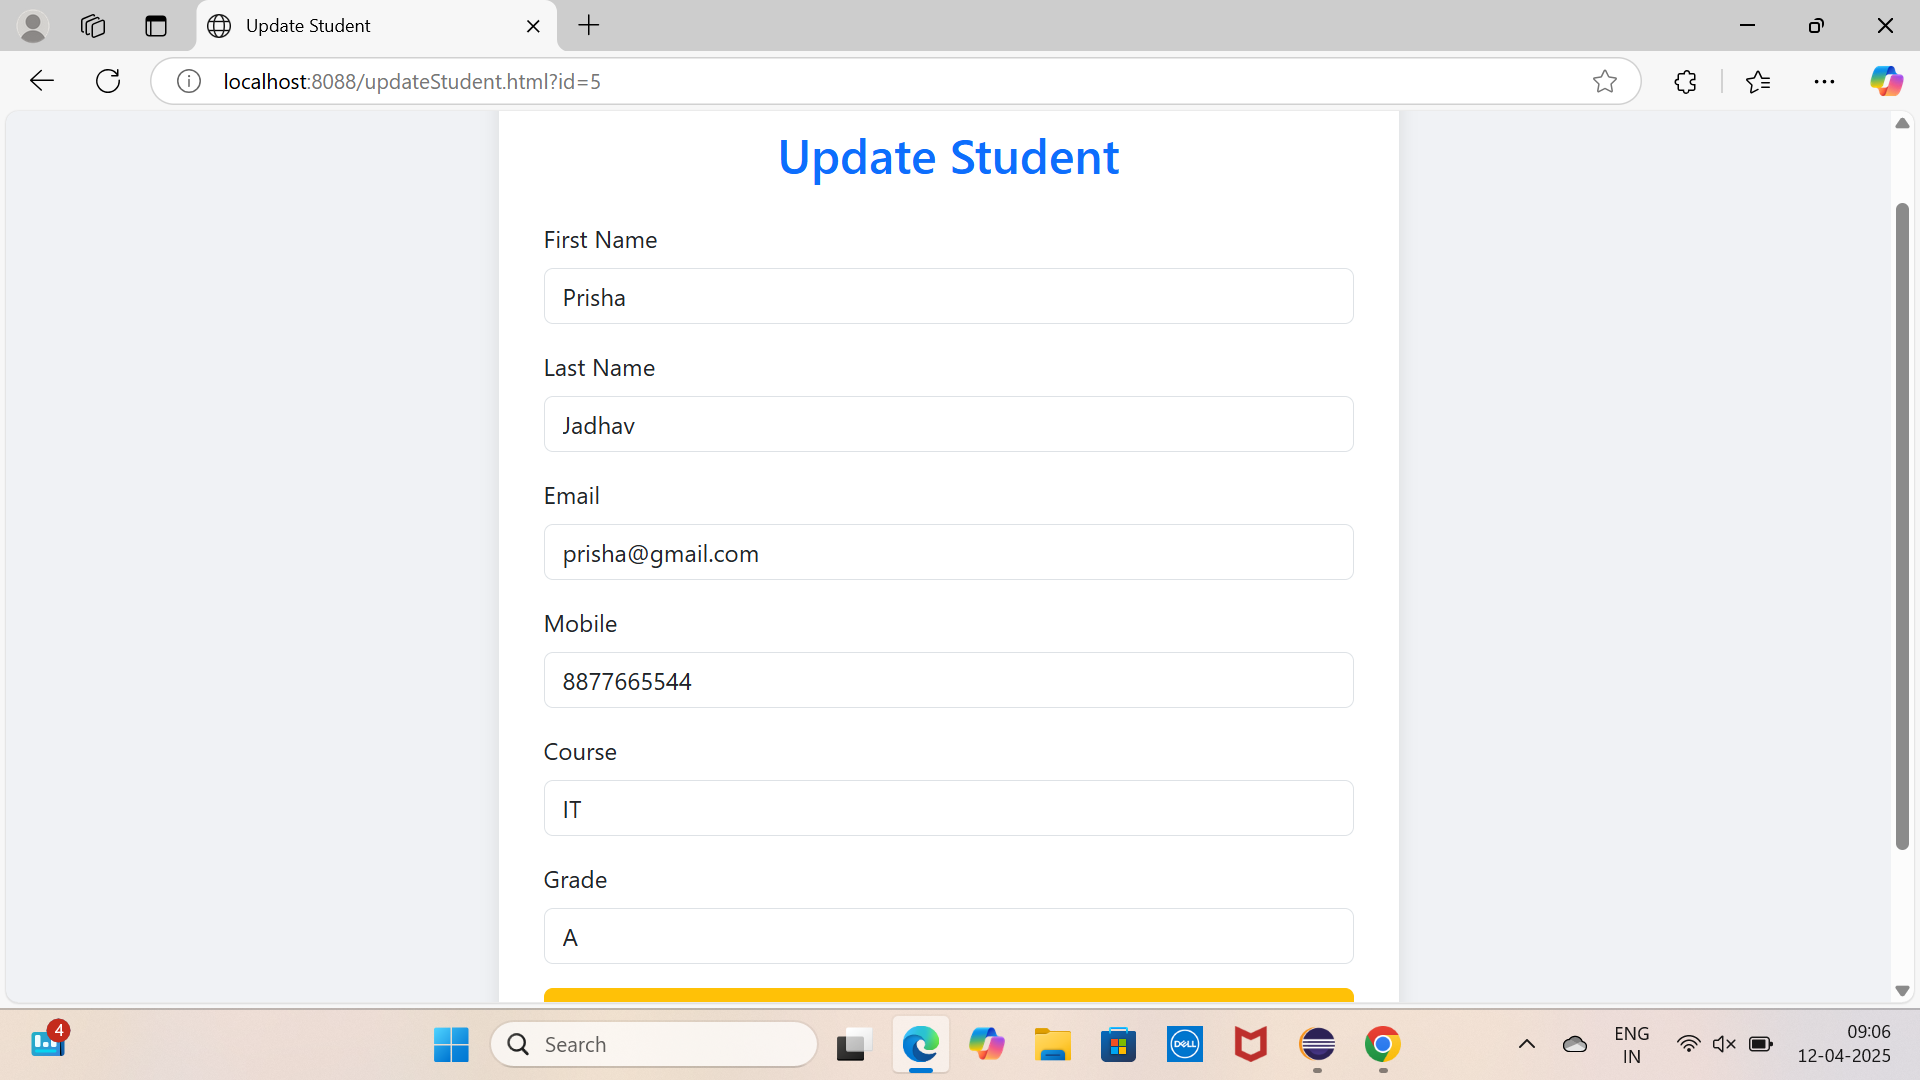 Update Student
localhost:8088/updateStudent.html?id=5
Update Student
First Name
Prisha
Last Name
Jadhav
Email
prisha@gmail.com
Mobile
8877665544
Course
IT
Grade
A
4
Search
DELL
ENG
IN
09:06
12-04-2025